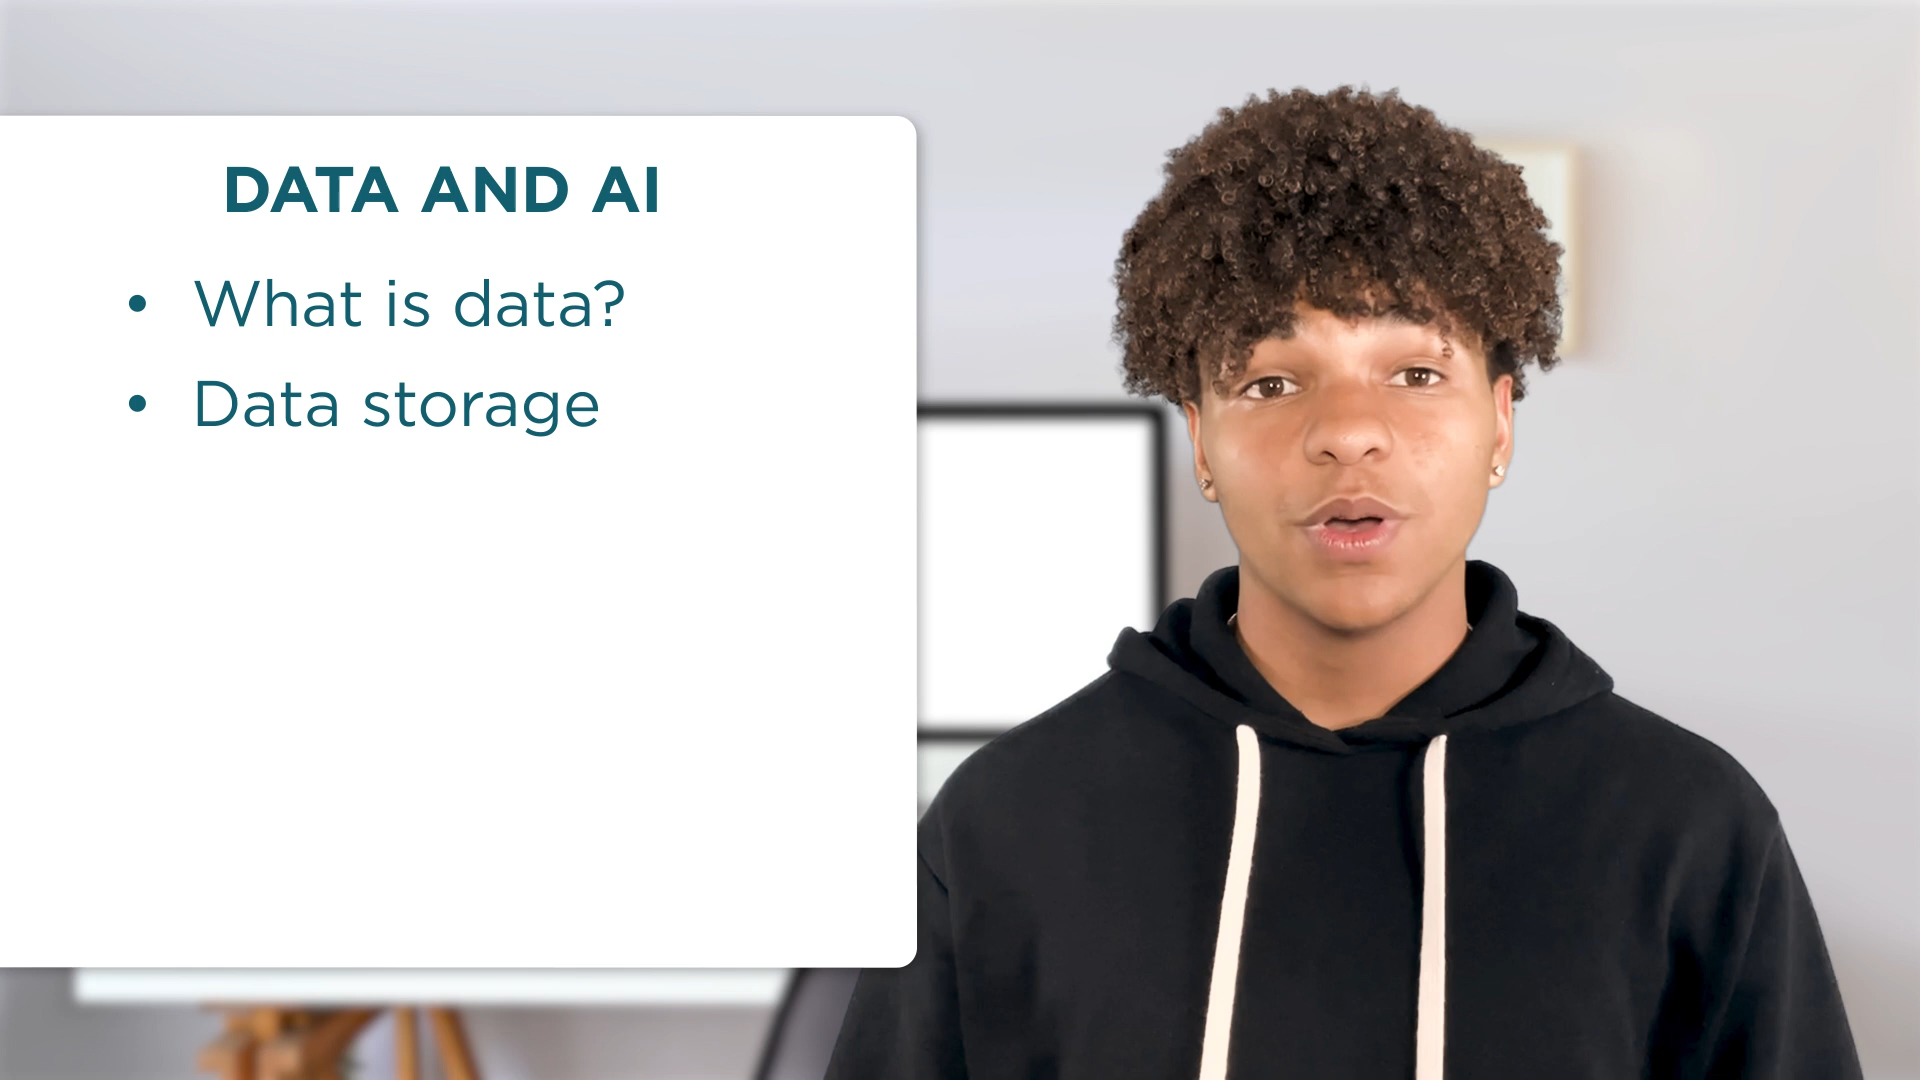 DATA AND AI
• What is data?
• Data storage